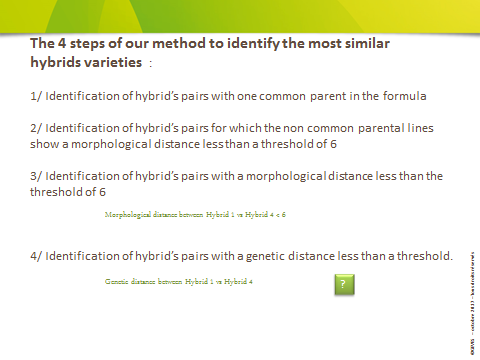 The 4 steps of our method to identify the most similar
hybrids varieties :
1/ Identification of hybrid's pairs with one common parent in the formula
2/ Identification of hybrid's pairs for which the non common parental lines
show a morphological distance less than a threshold of 6
3/ Identification of hybrid's pairs with a morphological distance less than the
threshold of 6
Morphological distance between Hybrid 1 vs Hybrid 4 < 6
4/ Identification of hybrid's pairs with a genetic distance less than a threshold.
Genetic distance between Hybrid 1 vs Hybrid 4
?